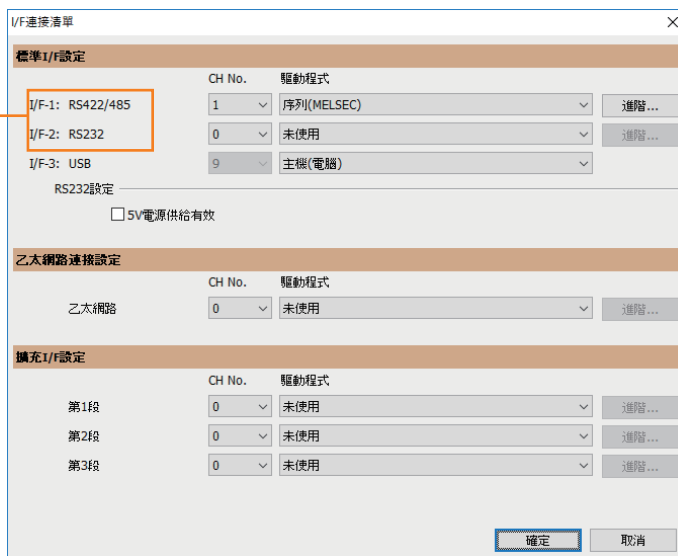 I/F連接清單
標準I/F設定
CH No. 驅動程式
I/F-1: RS422/485 1 序列(MELSEC) 進階...
I/F-2: RS232 0 未使用 進階...
I/F-3: USB 9 主機(電腦)
RS232設定
5V電源供給有效
乙太網路連接設定
CH No. 驅動程式
乙太網路 0 未使用 進階...
擴充I/F設定
CH No. 驅動程式
第1段 0 未使用 進階...
第2段 0 未使用 進階...
第3段 0 未使用 進階...
確定 取消